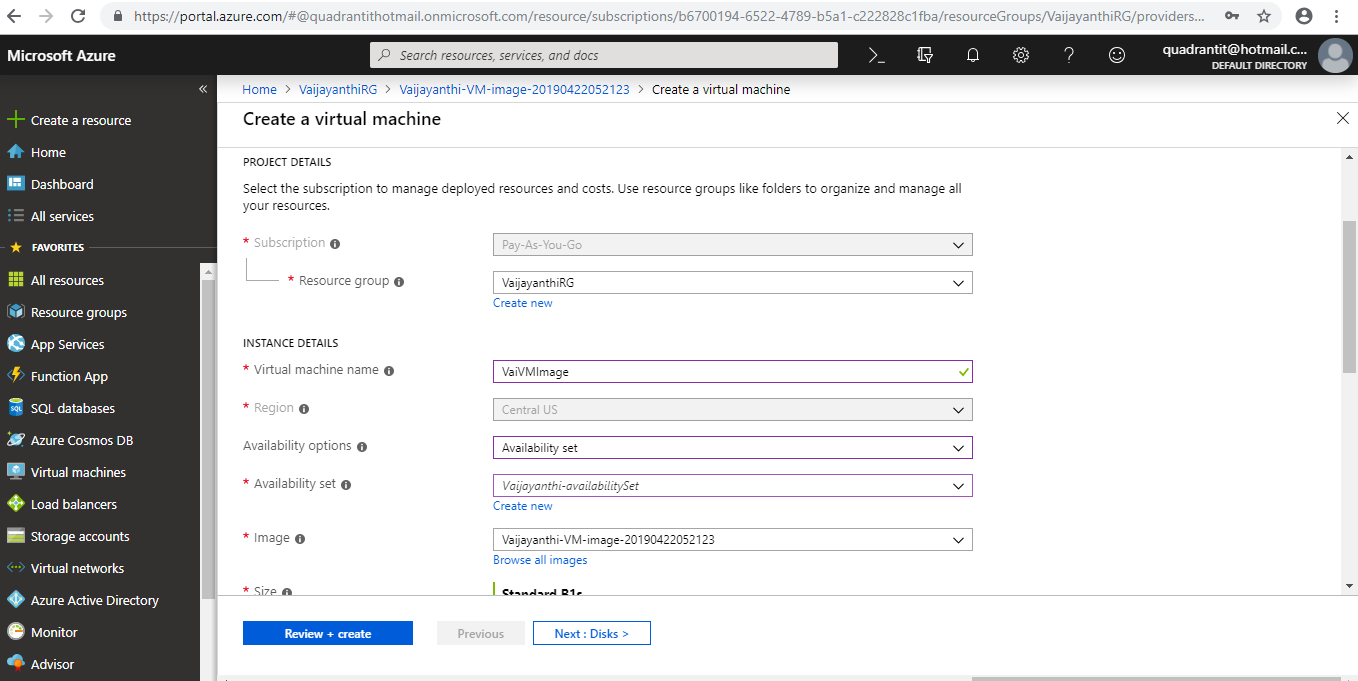 https://portal.azure.com/#@quadrantithotmail.onmicrosoft.com/resource/subscriptions/b6700194-6522-4789-b5a1-c222828c1fba/resourceGroups/VaijayanthiRG/providers...
Microsoft Azure
Search resources, services, and docs
quadrantit@hotmail.c...
DEFAULT DIRECTORY
Home > VaijayanthiRG > Vaijayanthi-VM-image-20190422052123 > Create a virtual machine
Create a virtual machine
Create a resource
Home
Dashboard
All services
FAVORITES
All resources
Resource groups
App Services
Function App
SQL databases
Azure Cosmos DB
Virtual machines
Load balancers
Storage accounts
Virtual networks
Azure Active Directory
Monitor
Advisor
PROJECT DETAILS
Select the subscription to manage deployed resources and costs. Use resource groups like folders to organize and manage all
your resources.
* Subscription Pay-As-You-Go
* Resource group VaijayanthiRG
Create new
INSTANCE DETAILS
* Virtual machine name VaiVMImage
* Region Central US
Availability options Availability set
* Availability set Vaijayanthi-availabilitySet
Create new
* Image Vaijayanthi-VM-image-20190422052123
Browse all images
* Size Standard B1s
Review + create Previous Next : Disks >